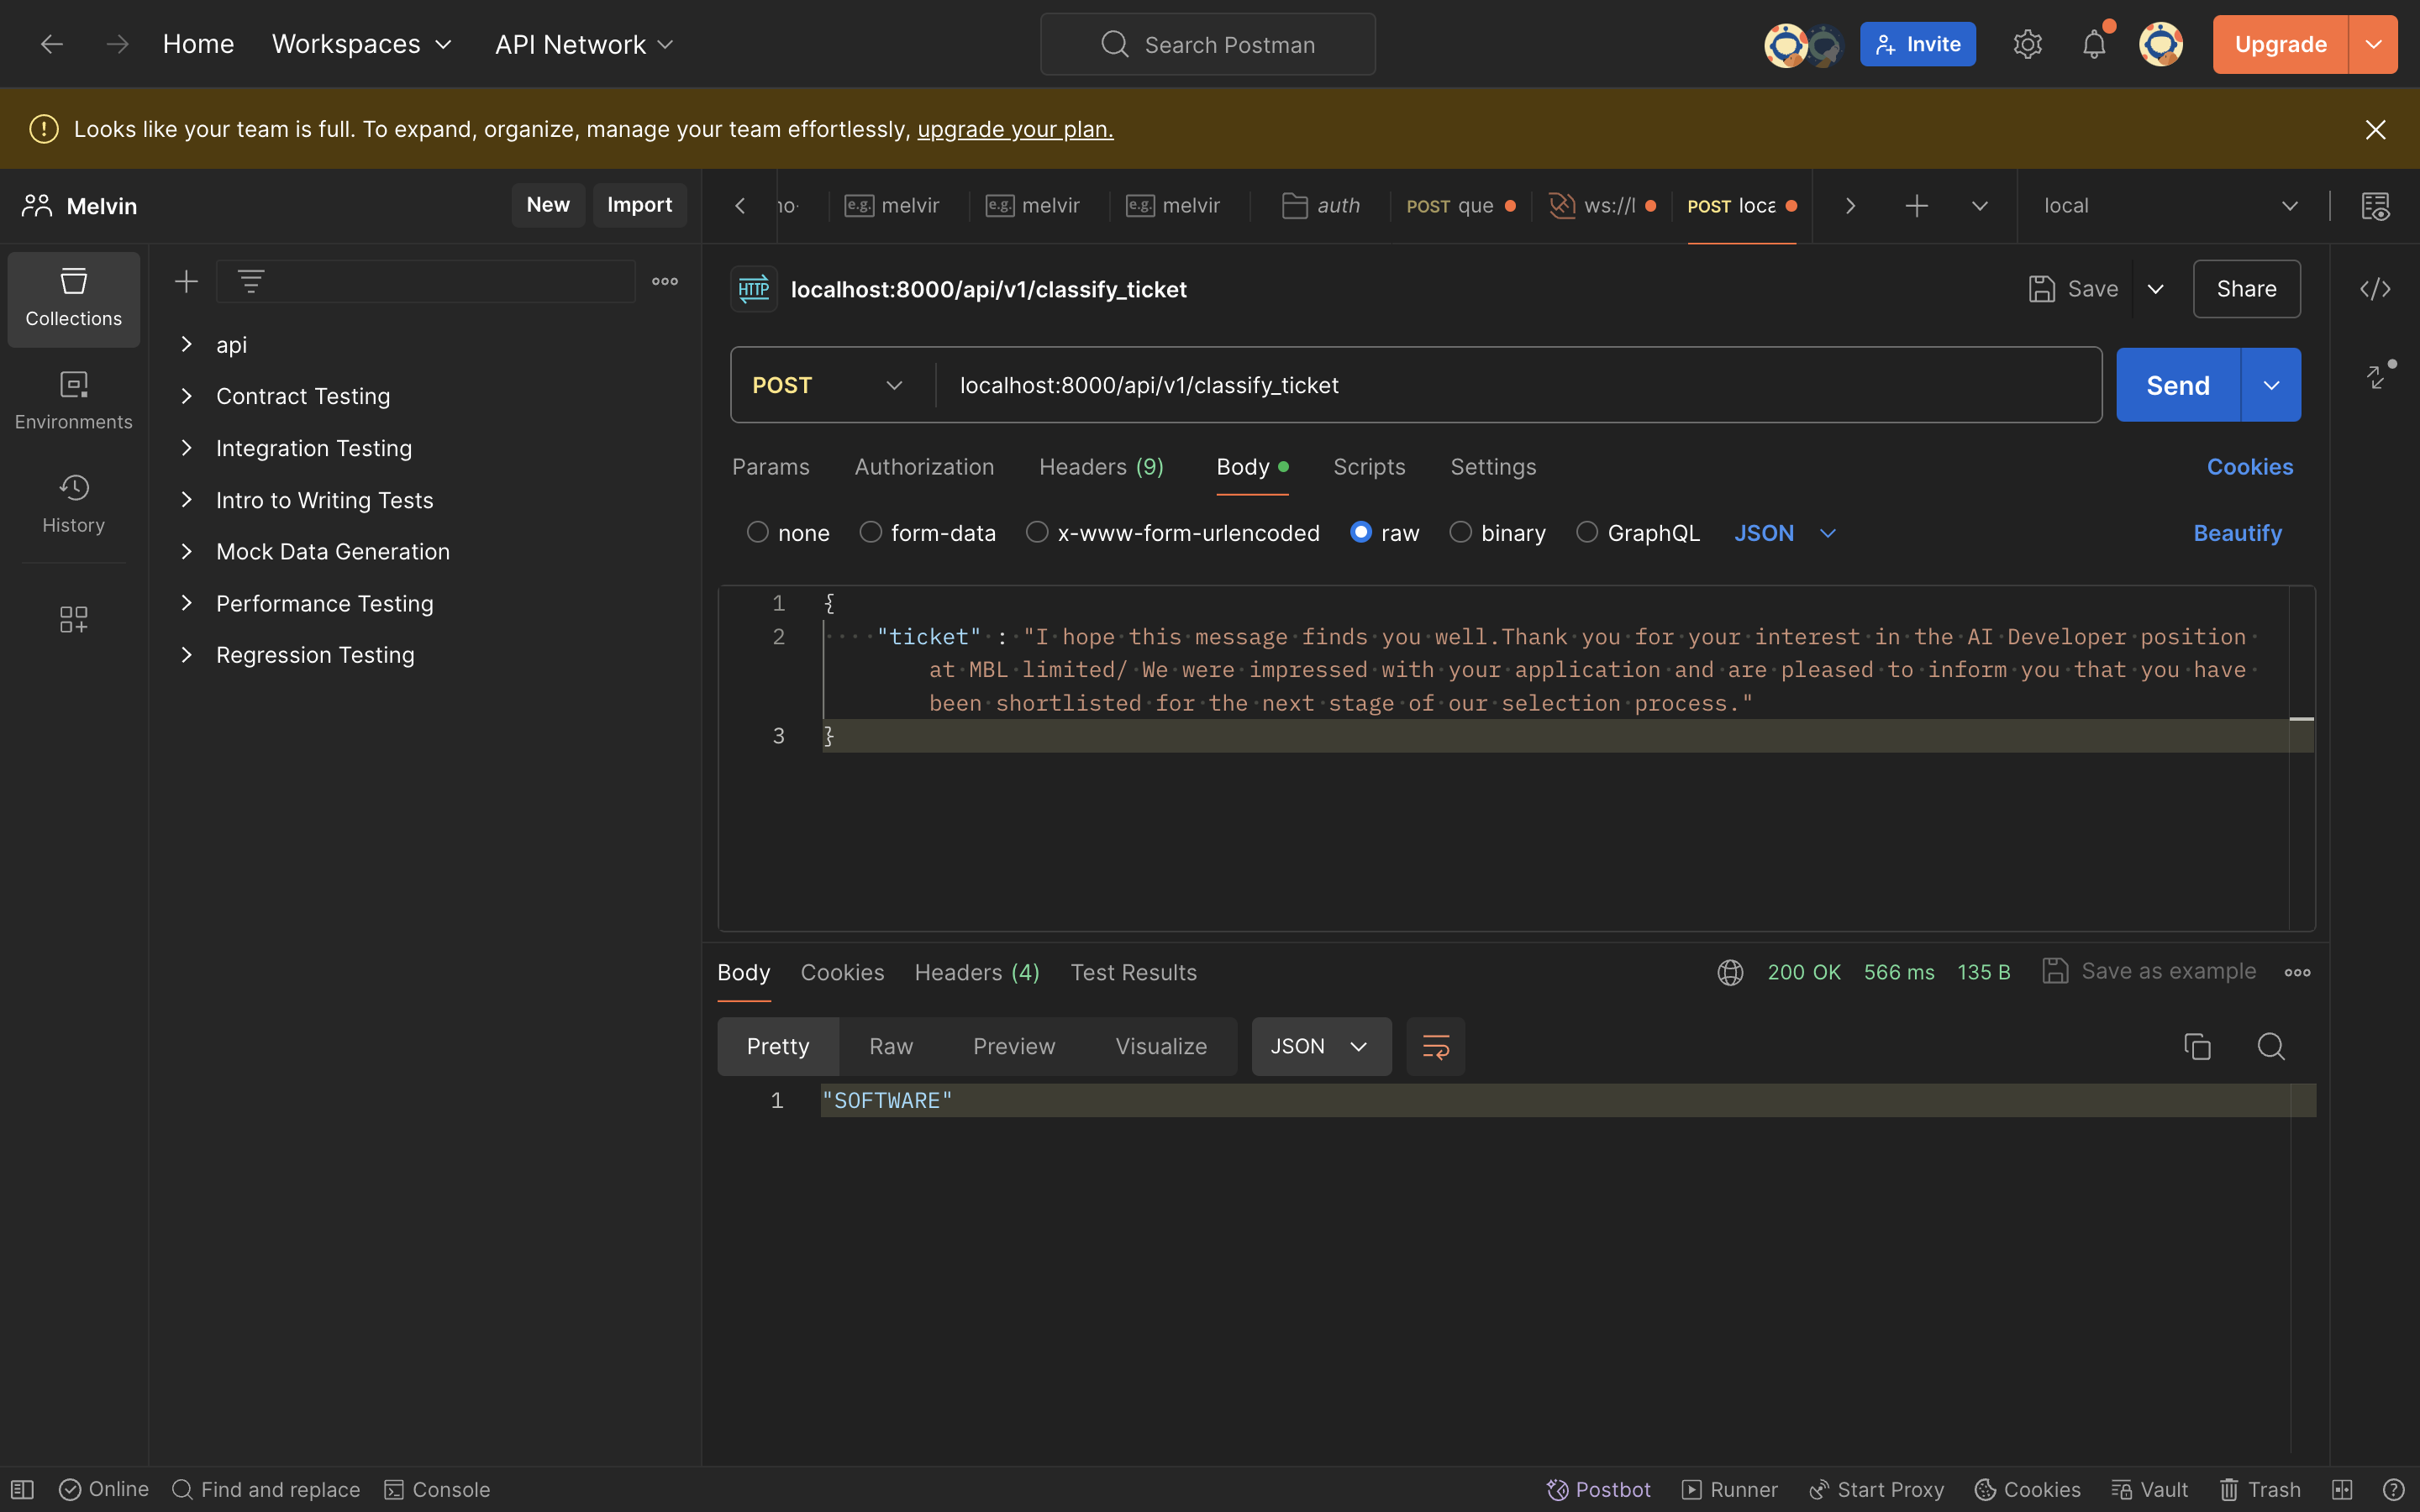 Home Workspaces API Network Search Postman Invite Upgrade
Looks like your team is full. To expand, organize, manage your team effortlessly, upgrade your plan.
Melvin New Import
e.g. melvir e.g. melvir e.g. melvir auth POST que ws://l POST loca local
Collections
Environments
History
api
Contract Testing
Integration Testing
Intro to Writing Tests
Mock Data Generation
Performance Testing
Regression Testing
HTTP localhost:8000/api/v1/classify_ticket Save Share
POST localhost:8000/api/v1/classify_ticket Send
Params Authorization Headers (9) Body Scripts Settings Cookies
none form-data x-www-form-urlencoded raw binary GraphQL JSON Beautify
1 {
2 "ticket" : "I hope this message finds you well.Thank you for your interest in the AI Developer position
at MBL limited/ We were impressed with your application and are pleased to inform you that you have
been shortlisted for the next stage of our selection process."
3 }
Body Cookies Headers (4) Test Results 200 OK 566 ms 135 B Save as example
Pretty Raw Preview Visualize JSON
1 "SOFTWARE"
Online Find and replace Console Postbot Runner Start Proxy Cookies Vault Trash